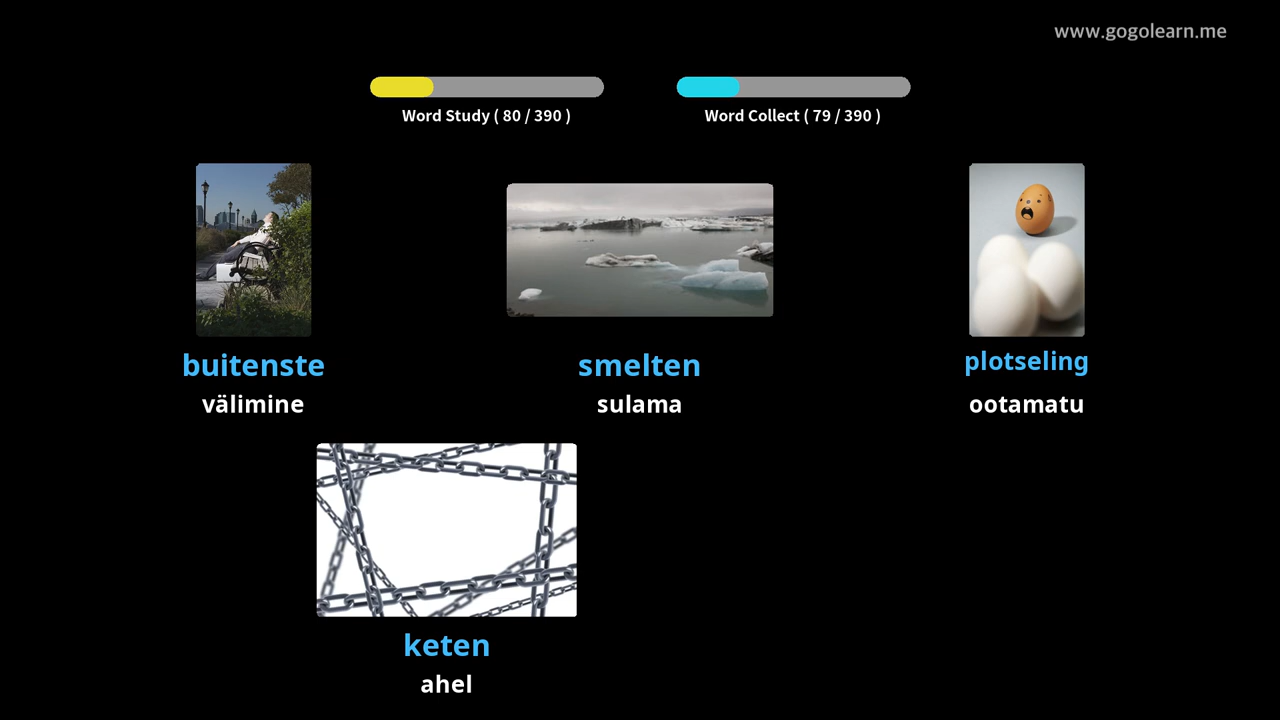 www.gogolearn.me
Word Study ( 80 / 390 )
Word Collect ( 79 / 390 )
buitenste
välimine
smelten
sulama
plotseling
ootamatu
keten
ahel